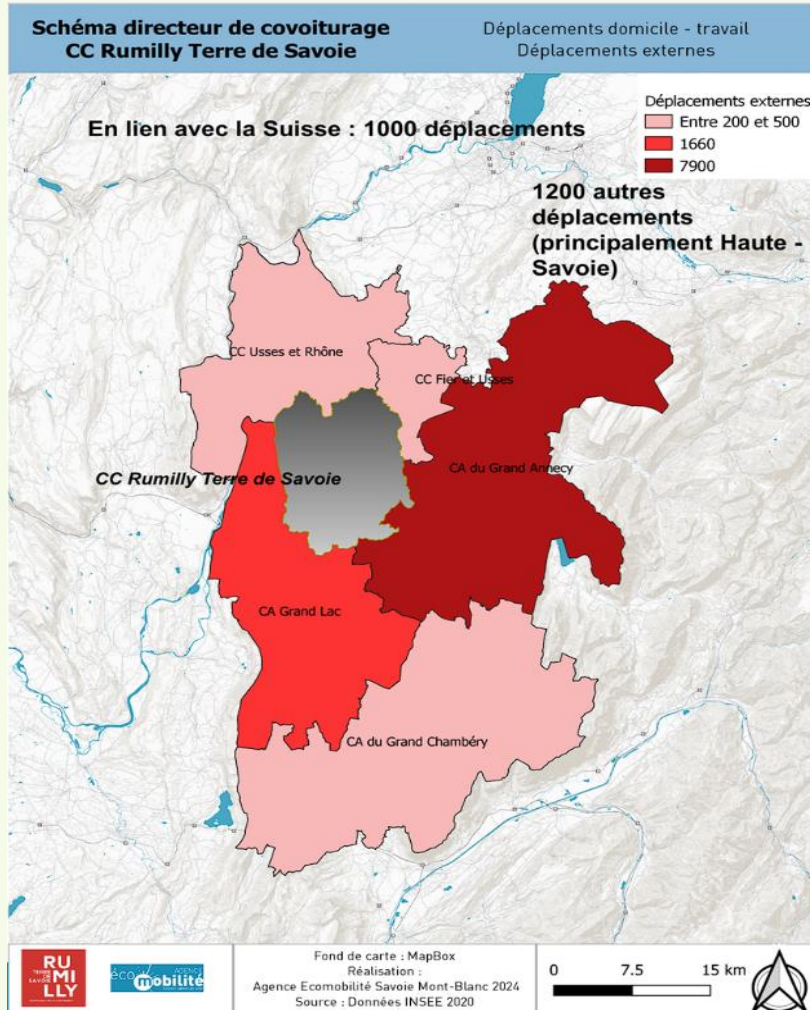 Schéma directeur de covoiturage
CC Rumilly Terre de Savoie
Déplacements domicile - travail
Déplacements externes
En lien avec la Suisse : 1000 déplacements
Déplacements externes
Entre 200 et 500
1660
7900
1200 autres
déplacements
(principalement Haute -
Savoie)
CC Usses et Rhône
CC Fier et Usses
CC Rumilly Terre de Savoie
CA du Grand Annecy
CA Grand Lac
CA du Grand Chambéry
RU
TERRE DE SAVOIE
MI
LLY
AGENCE
éco
mobilité
Fond de carte : MapBox
Réalisation :
Agence Ecomobilité Savoie Mont-Blanc 2024
Source : Données INSEE 2020
0 7.5 15 km